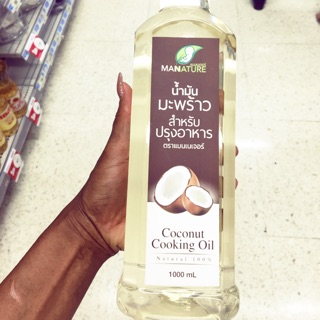 MANATURE
น้ำมัน
มะพร้าว
สำหรับ
ปรุงอาหาร
ตราแมนเนเจอร์
Coconut
Cooking Oil
Natural 100%
1000 mL